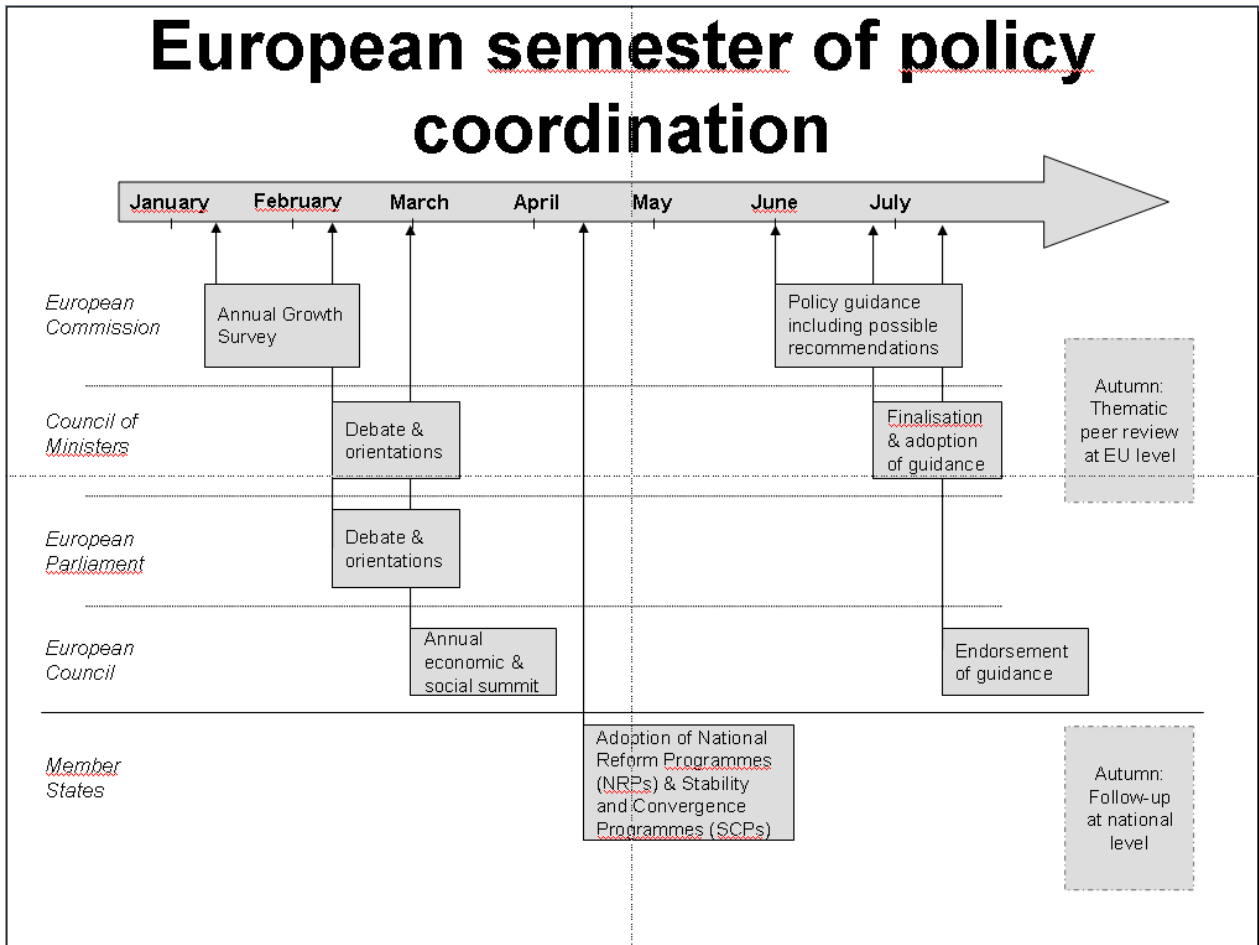 European semester of policy
coordination
January February March April May June July
European
Commission
Annual Growth
Survey
Policy guidance
including possible
recommendations
Autumn:
Thematic
peer review
at EU level
Council of
Ministers
Debate &
orientations
Finalisation
& adoption
of guidance
European
Parliament
Debate &
orientations
European
Council
Annual
economic &
social summit
Endorsement
of guidance
Member
States
Adoption of National
Reform Programmes
(NRPs) & Stability
and Convergence
Programmes (SCPs)
Autumn:
Follow-up
at national
level